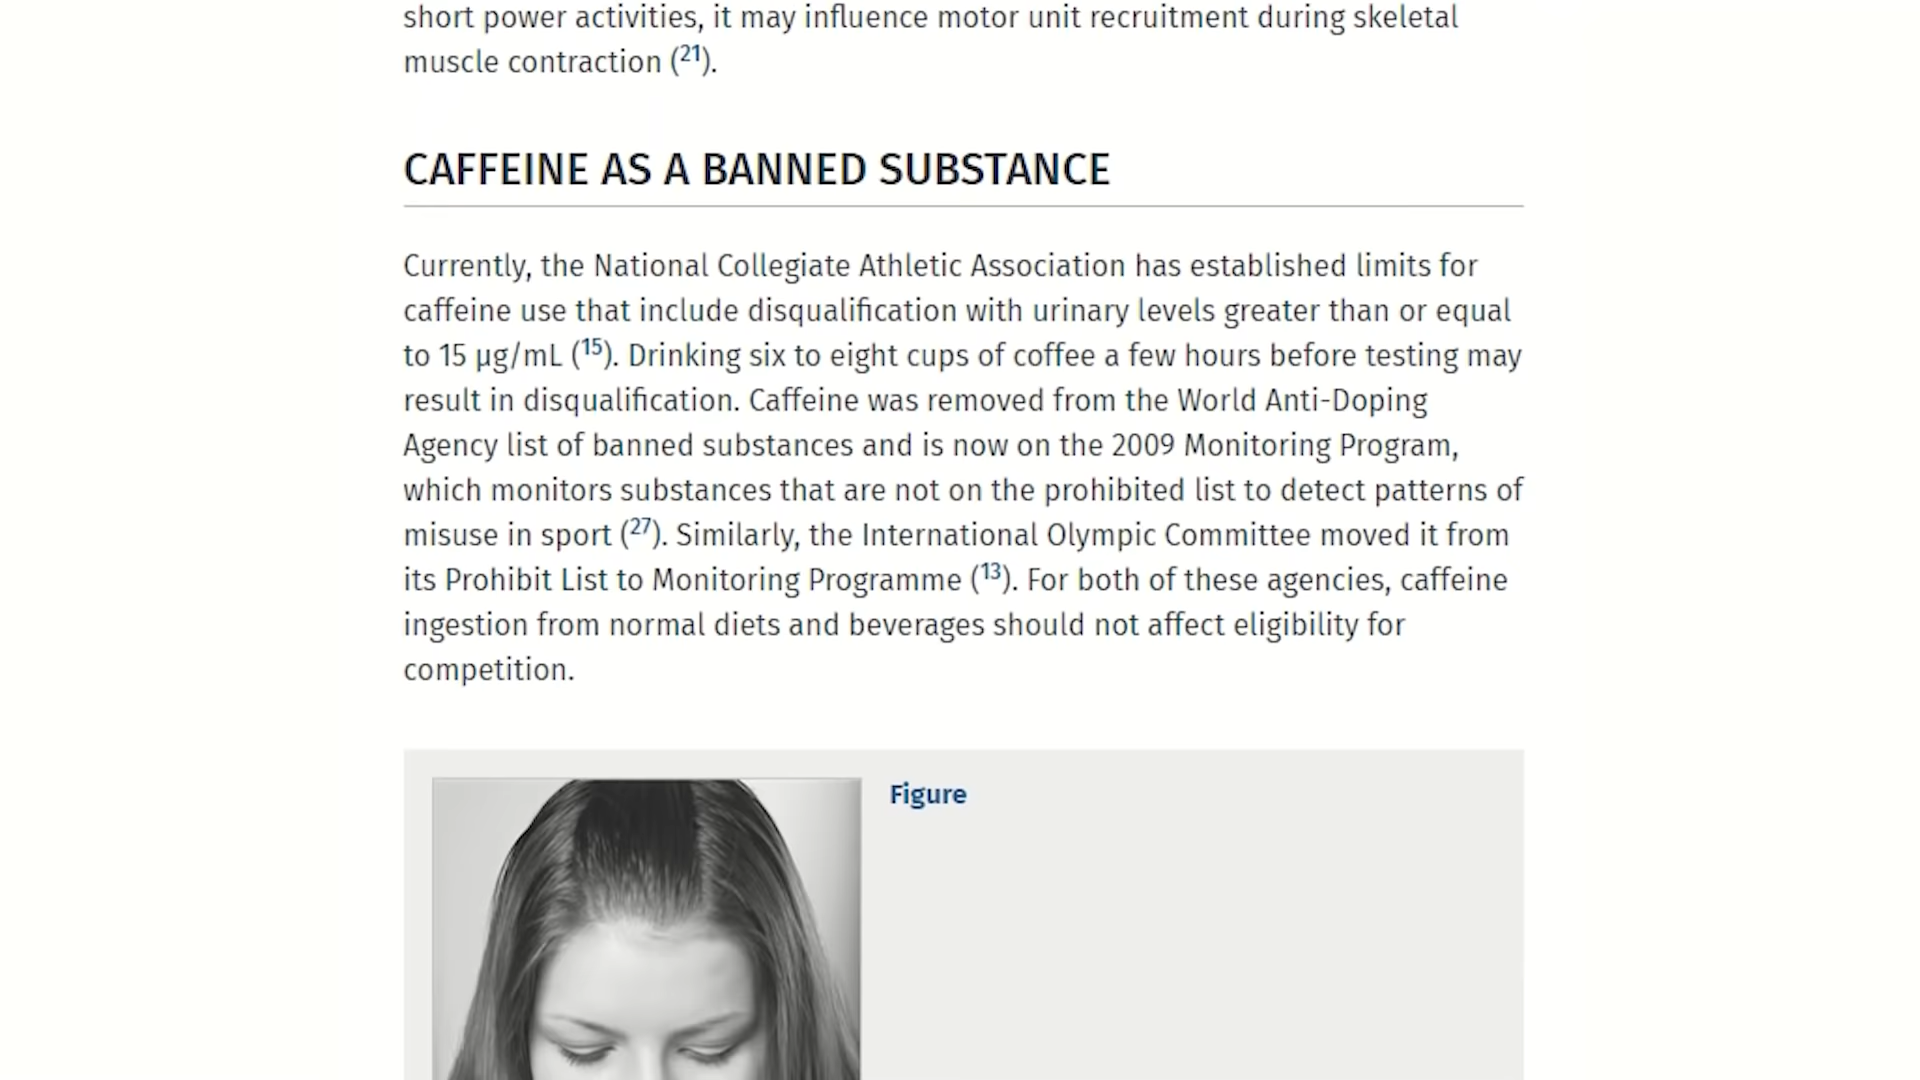 short power activities, it may influence motor unit recruitment during skeletal
muscle contraction (21).
CAFFEINE AS A BANNED SUBSTANCE
Currently, the National Collegiate Athletic Association has established limits for
caffeine use that include disqualification with urinary levels greater than or equal
to 15 μg/mL (15). Drinking six to eight cups of coffee a few hours before testing may
result in disqualification. Caffeine was removed from the World Anti-Doping
Agency list of banned substances and is now on the 2009 Monitoring Program,
which monitors substances that are not on the prohibited list to detect patterns of
misuse in sport (27). Similarly, the International Olympic Committee moved it from
its Prohibit List to Monitoring Programme (13). For both of these agencies, caffeine
ingestion from normal diets and beverages should not affect eligibility for
competition.
Figure